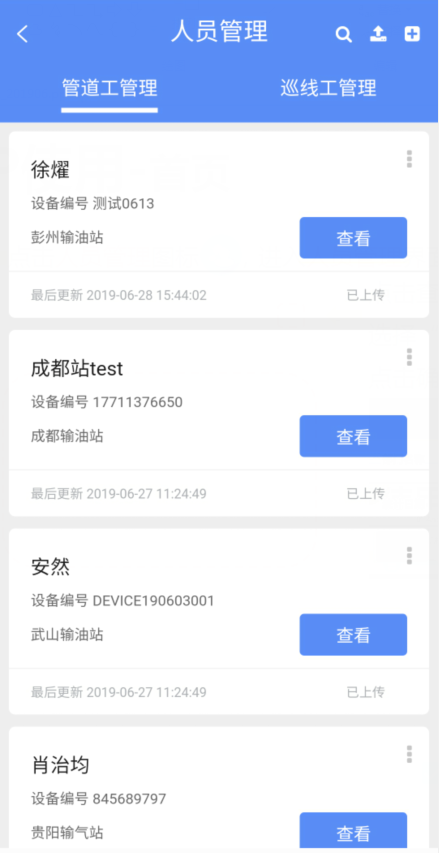 人员管理
管道工管理 巡线工管理
徐燿
设备编号 测试0613
彭州输油站
查看
最后更新 2019-06-28 15:44:02 已上传
成都站test
设备编号 17711376650
成都输油站
查看
最后更新 2019-06-27 11:24:49 已上传
安然
设备编号 DEVICE190603001
武山输油站
查看
最后更新 2019-06-27 11:24:49 已上传
肖治均
设备编号 845689797
贵阳输气站
查看